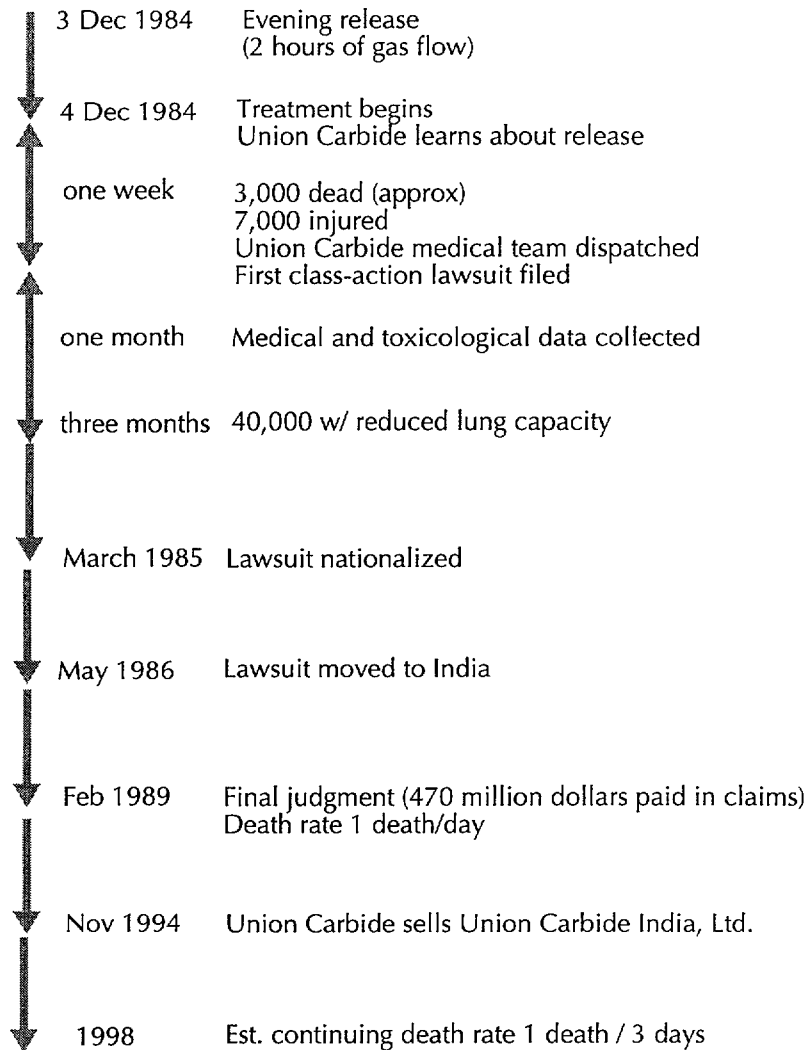 3 Dec 1984 Evening release
(2 hours of gas flow)
4 Dec 1984 Treatment begins
Union Carbide learns about release
one week 3,000 dead (approx)
7,000 injured
Union Carbide medical team dispatched
First class-action lawsuit filed
one month Medical and toxicological data collected
three months 40,000 w/ reduced lung capacity
March 1985 Lawsuit nationalized
May 1986 Lawsuit moved to India
Feb 1989 Final judgment (470 million dollars paid in claims)
Death rate 1 death/day
Nov 1994 Union Carbide sells Union Carbide India, Ltd.
1998 Est. continuing death rate 1 death / 3 days